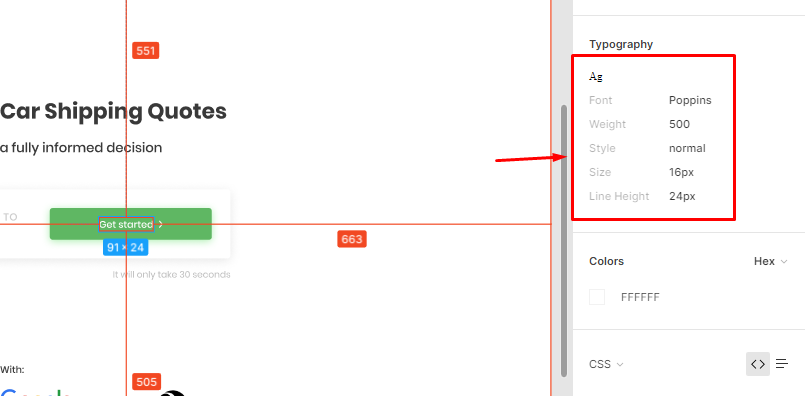 551
Car Shipping Quotes
a fully informed decision
TO
Get started
91 × 24
663
It will only take 30 seconds
With:
505
Typography
Ag
Font Poppins
Weight 500
Style normal
Size 16px
Line Height 24px
Colors Hex
FFFFFF
CSS